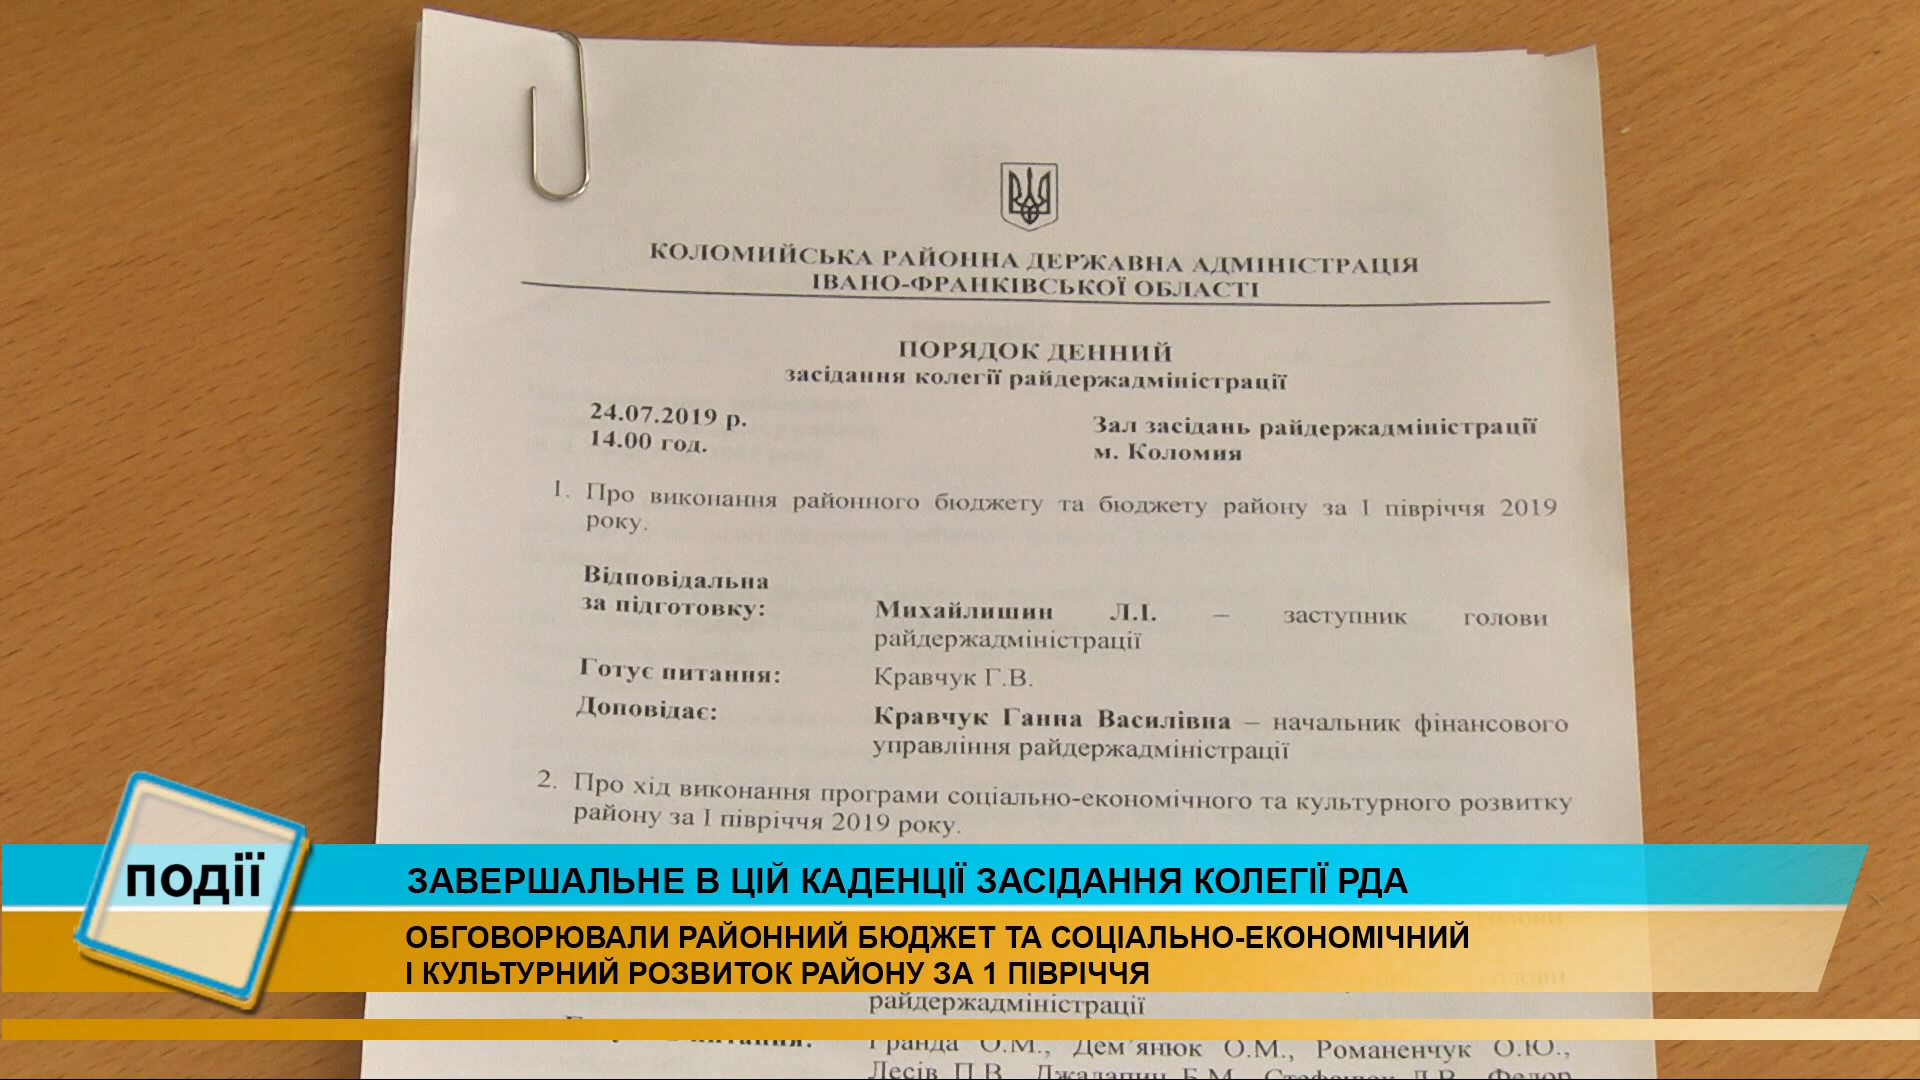 КОЛОМИЙСЬКА РАЙОННА ДЕРЖАВНА АДМІНІСТРАЦІЯ
ІВАНО-ФРАНКІВСЬКОЇ ОБЛАСТІ
ПОРЯДОК ДЕННИЙ
засідання колегії райдержадміністрації
24.07.2019 р.
14.00 год.
Зал засідань райдержадміністрації
м. Коломия
1. Про виконання районного бюджету та бюджету району за І півріччя 2019
року.
Відповідальна
за підготовку:
Михайлишин Л.І. – заступник голови
райдержадміністрації
Готує питання:
Кравчук Г.В.
Доповідає:
Кравчук Ганна Василівна – начальник фінансового
управління райдержадміністрації
2. Про хід виконання програми соціально-економічного та культурного розвитку
району за І півріччя 2019 року.
події
ЗАВЕРШАЛЬНЕ В ЦІЙ КАДЕНЦІЇ ЗАСІДАННЯ КОЛЕГІЇ РДА
ОБГОВОРЮВАЛИ РАЙОННИЙ БЮДЖЕТ ТА СОЦІАЛЬНО-ЕКОНОМІЧНИЙ
І КУЛЬТУРНИЙ РОЗВИТОК РАЙОНУ ЗА 1 ПІВРІЧЧЯ
голови
голови
райдержадміністрації
Гранда О.М., Дем'янюк О.М., Романенчук О.Ю.,
Лесів П.В.